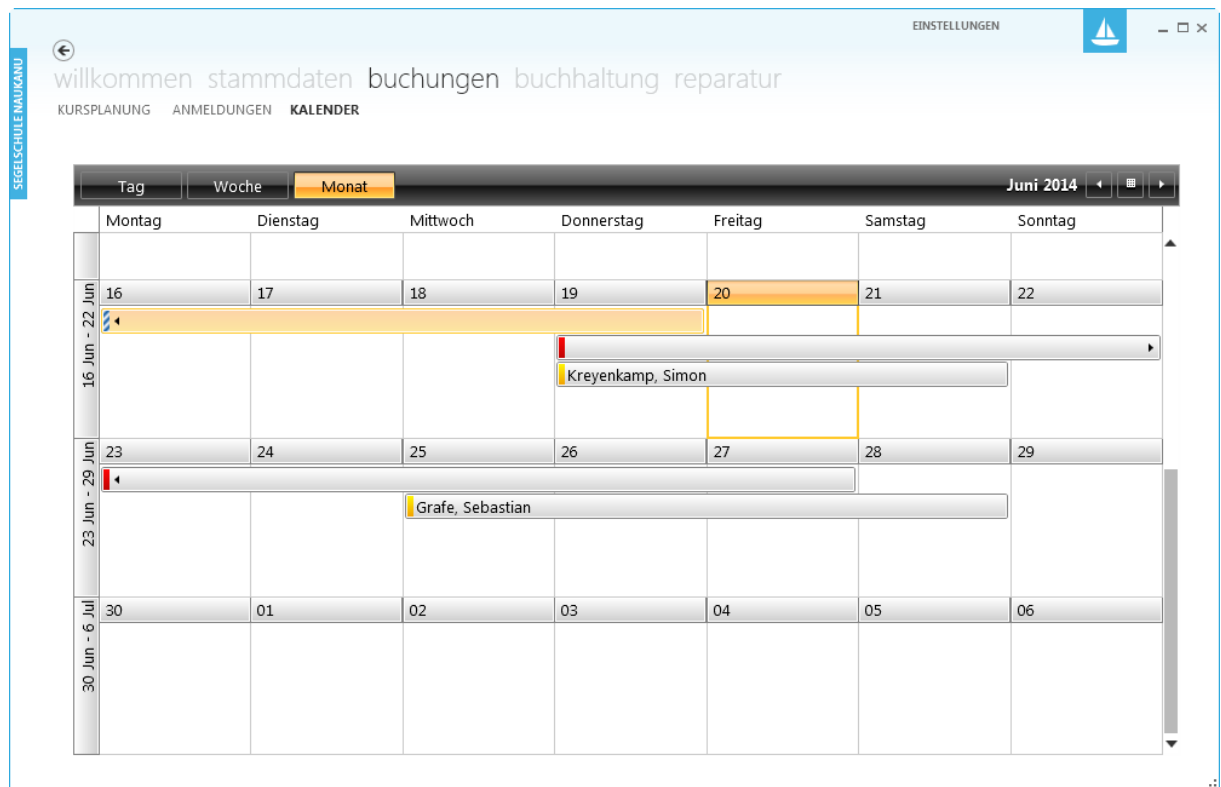 EINSTELLUNGEN
SEGELSCHULE NAUKANU
willkommen stammdaten buchungen buchhaltung reparatur
KURSPLANUNG ANMELDUNGEN KALENDER
Tag Woche Monat Juni 2014
Montag Dienstag Mittwoch Donnerstag Freitag Samstag Sonntag
16 Jun - 22 Jun
16 17 18 19 20 21 22
Kreyenkamp, Simon
23 Jun - 29 Jun
23 24 25 26 27 28 29
Grafe, Sebastian
30 Jun - 6 Jul
30 01 02 03 04 05 06